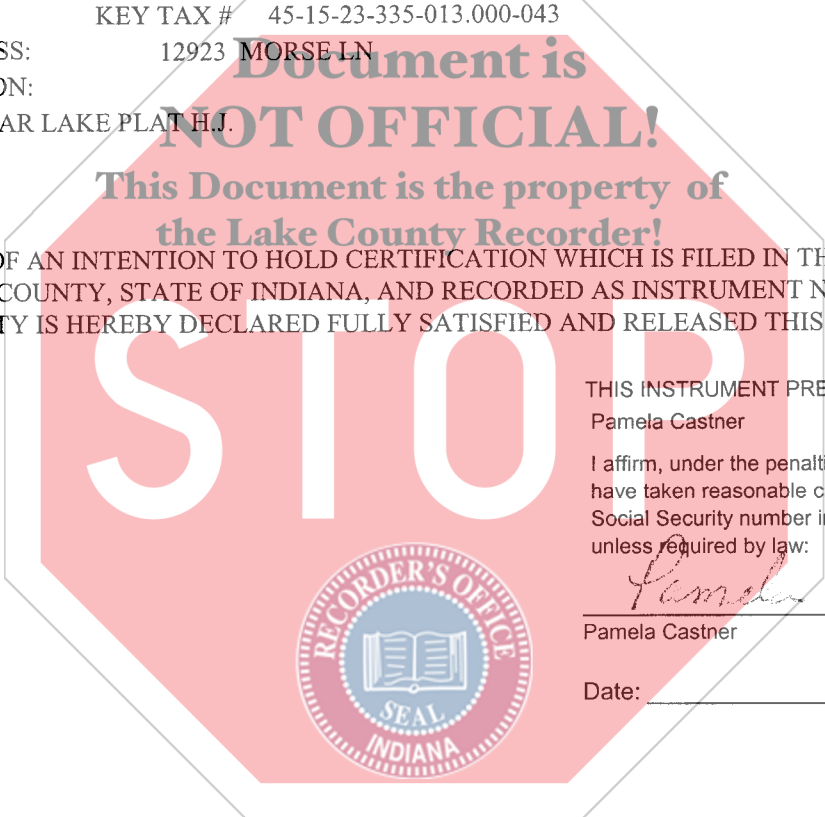 KEY TAX # 45-15-23-335-013.000-043
SS: 12923 MORSE LN
Document is
ON:
AR LAKE PLAT H.J.
NOT OFFICIAL!
This Document is the property of
the Lake County Recorder!
OF AN INTENTION TO HOLD CERTIFICATION WHICH IS FILED IN TH
COUNTY, STATE OF INDIANA, AND RECORDED AS INSTRUMENT N
TY IS HEREBY DECLARED FULLY SATISFIED AND RELEASED THIS
STOP
THIS INSTRUMENT PRE
Pamela Castner
I affirm, under the penalti
have taken reasonable c
Social Security number i
unless required by law:
Pamela
Pamela Castner
Date:
RECORDER'S OFFICE
SEAL
INDIANA